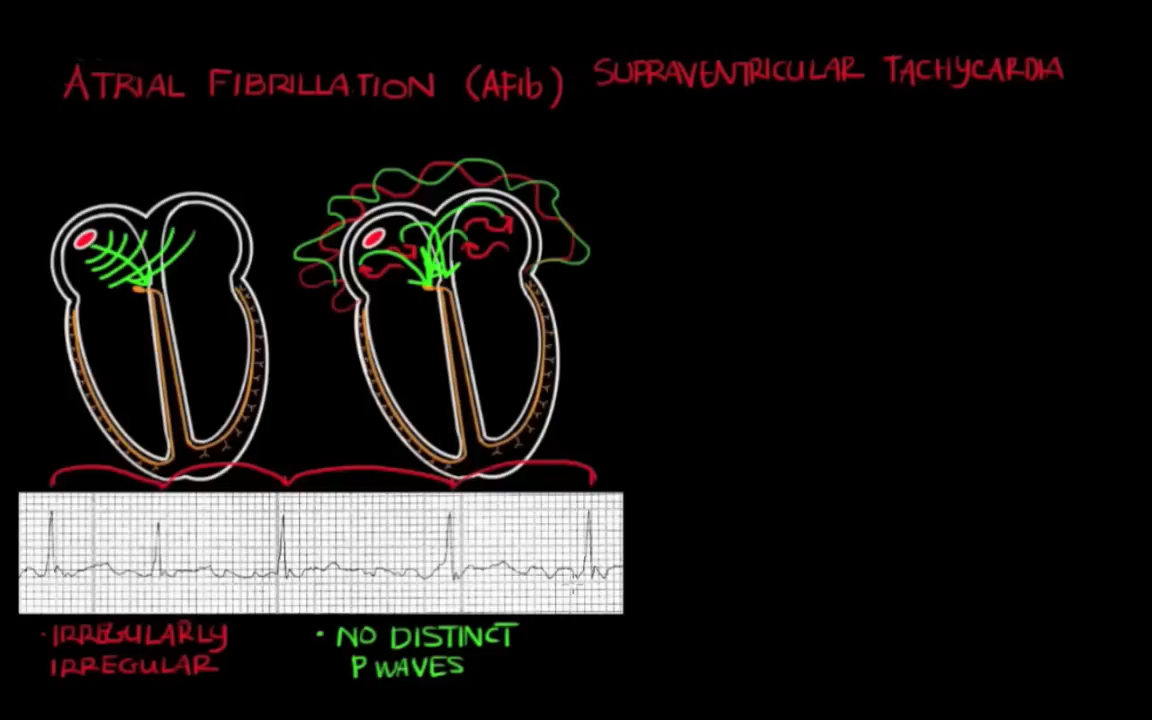 ATRIAL FIBRILLATION (AFib) SUPRAVENTRICULAR TACHYCARDIA
· IRREGULARLY
IRREGULAR
· NO DISTINCT
P WAVES